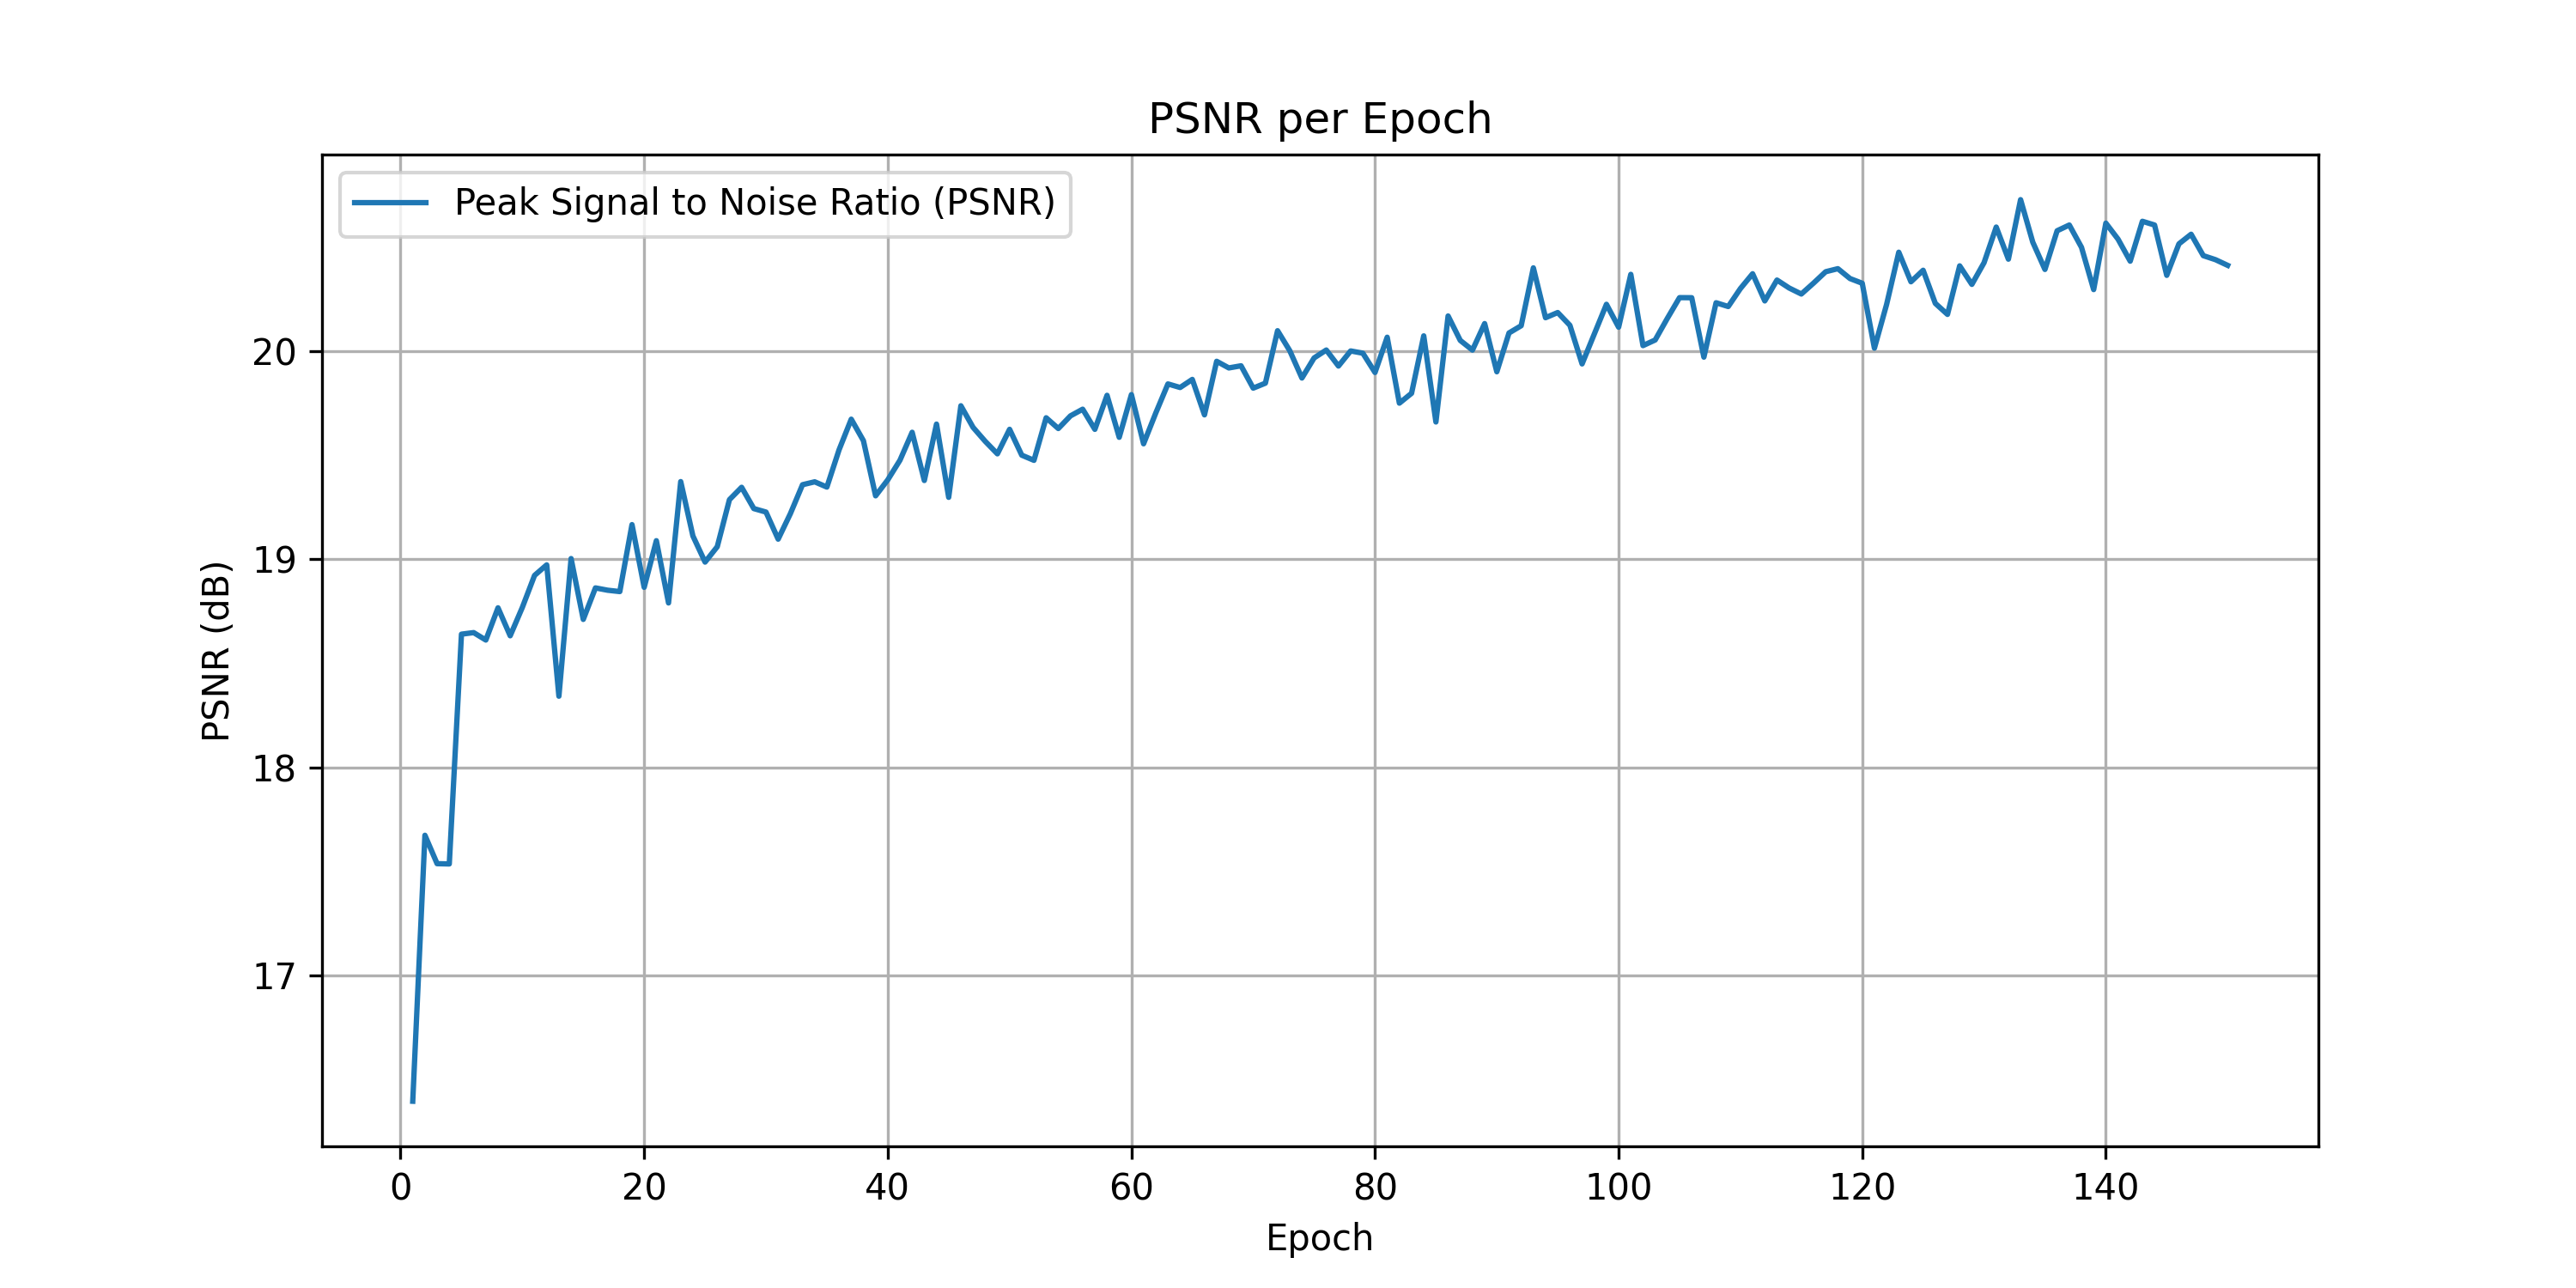 PSNR per Epoch
Peak Signal to Noise Ratio (PSNR)
PSNR (dB)
20
19
18
17
0 20 40 60 80 100 120 140
Epoch